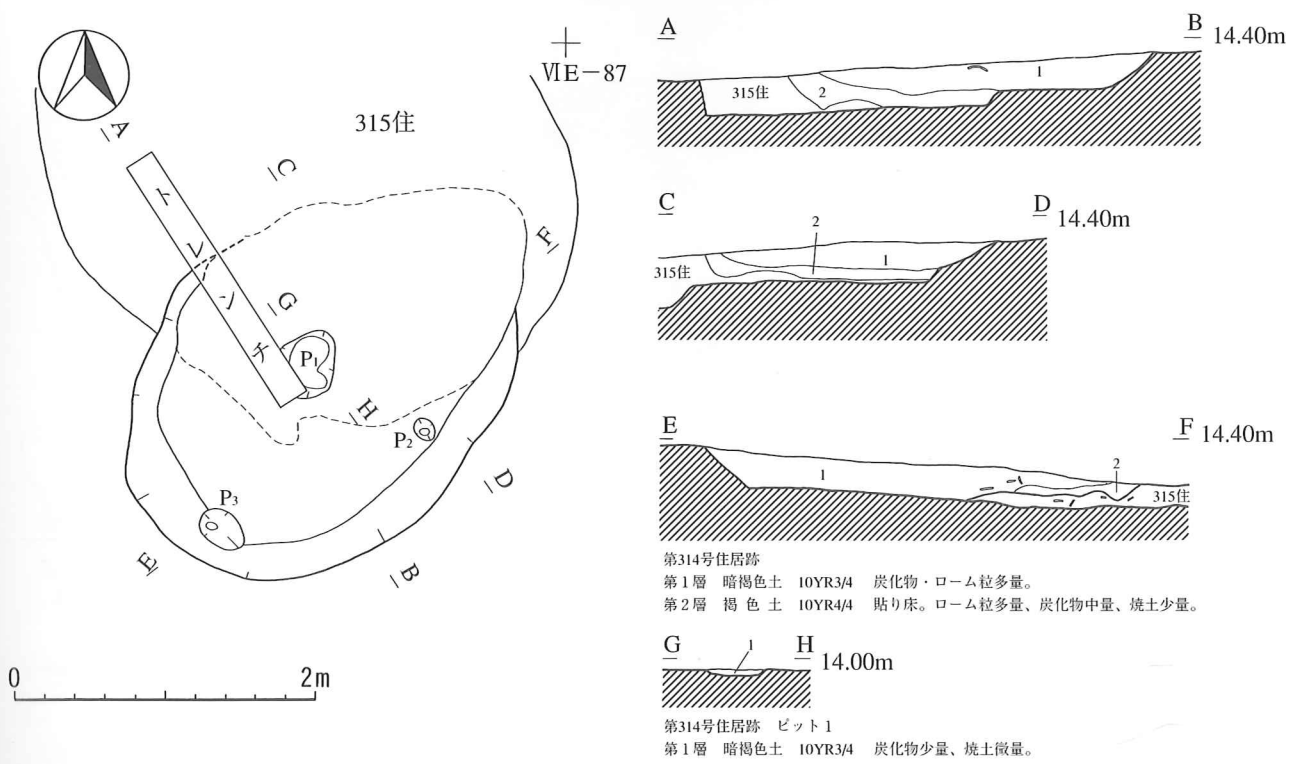 ⅥE-87
315住
A
C
F
トレンチ
G
P1
H
P2
D
P3
E
B
0 2m
A B 14.40m
1
315住 2
C D 14.40m
2
1
315住
E F 14.40m
2
1
315住
第314号住居跡
第1層 暗褐色土 10YR3/4 炭化物・ローム粒多量。
第2層 褐色土 10YR4/4 貼り床。ローム粒多量、炭化物中量、焼土少量。
G H 14.00m
1
第314号住居跡 ピット1
第1層 暗褐色土 10YR3/4 炭化物少量、焼土微量。